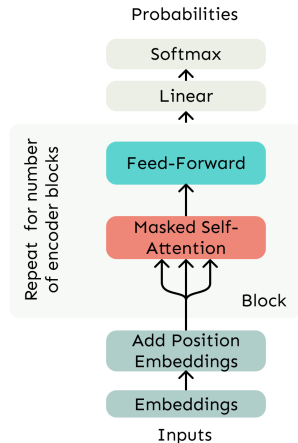 Probabilities
Softmax
Linear
Feed-Forward
Masked Self-
Attention
Repeat for number
of encoder blocks
Block
Add Position
Embeddings
Embeddings
Inputs